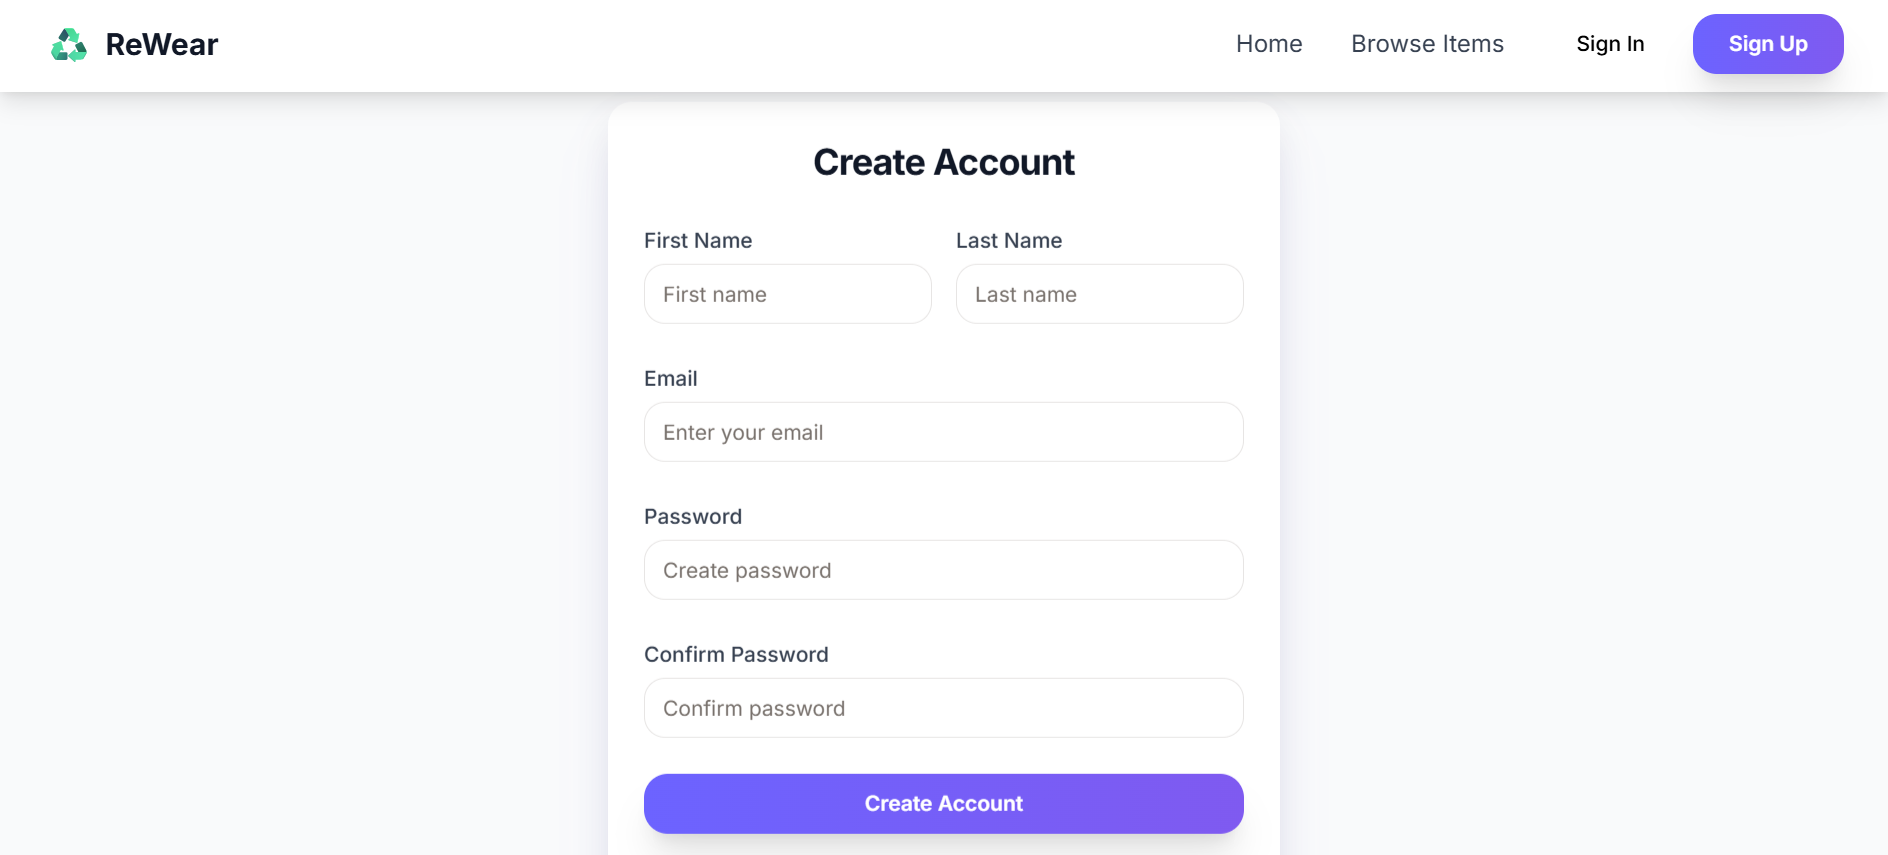 ReWear
Home
Browse Items
Sign In
Sign Up
Create Account
First Name
Last Name
First name
Last name
Email
Enter your email
Password
Create password
Confirm Password
Confirm password
Create Account